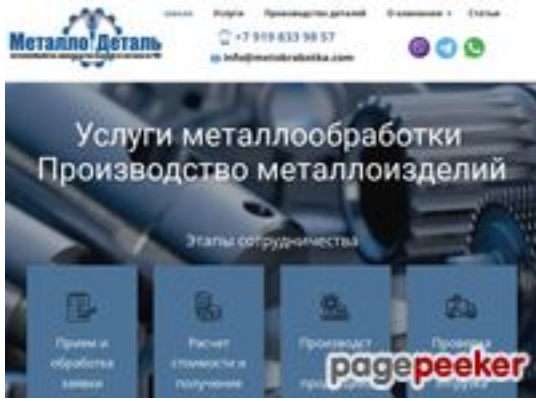 Услуги Производство деталей О компании Статьи
Металло Деталь
+7 919 633 98 57
info@metobrabotka.com
Услуги металлообработки
Производство металлоизделий
Этапы сотрудничества
Прием и обработка заявки
Расчет стоимости и получение
Производст
Проверка
pagepeeker